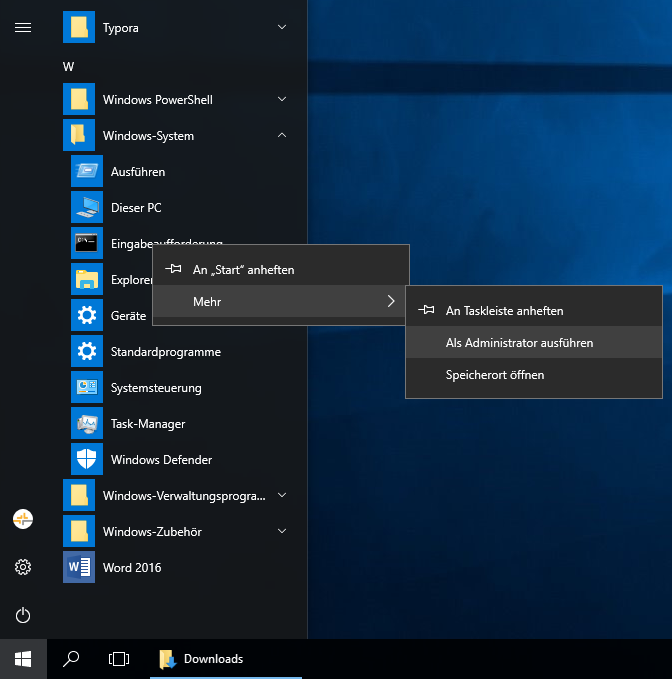 Typora
W
Windows PowerShell
Windows-System
Ausführen
Dieser PC
Eingabeaufforderung
An „Start“ anheften
Explorer
Mehr
An Taskleiste anheften
Geräte
Als Administrator ausführen
Standardprogramme
Speicherort öffnen
Systemsteuerung
Task-Manager
Windows Defender
Windows-Verwaltungsprogra...
Windows-Zubehör
Word 2016
Downloads